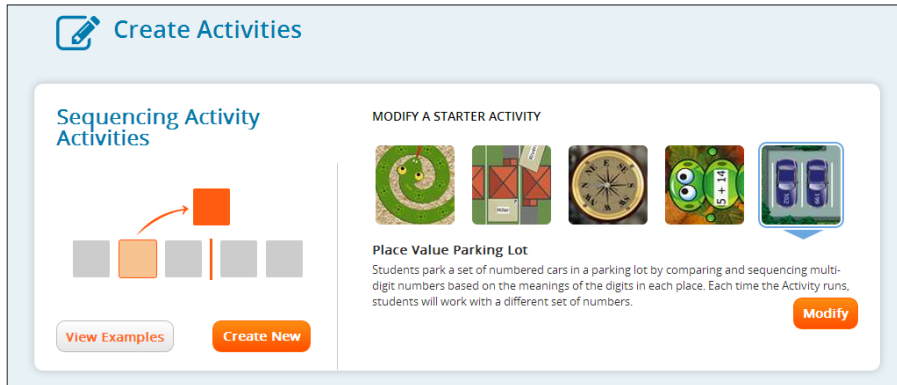 Create Activities
Sequencing Activity
Activities
View Examples
Create New
MODIFY A STARTER ACTIVITY
5 + 14
Place Value Parking Lot
Students park a set of numbered cars in a parking lot by comparing and sequencing multi-
digit numbers based on the meanings of the digits in each place. Each time the Activity runs,
students will work with a different set of numbers.
Modify